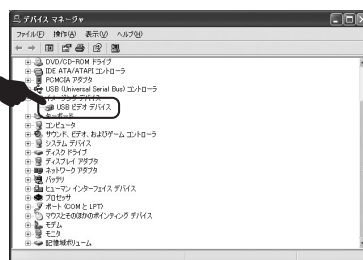 デバイス マネージャ
ファイル(F) 操作(A) 表示(V) ヘルプ(H)
DVD/CD-ROM ドライブ
IDE ATA/ATAPI コントローラ
PCMCIA アダプタ
USB (Universal Serial Bus) コントローラ
イメージング デバイス
USB ビデオ デバイス
キーボード
コンピュータ
サウンド、ビデオ、およびゲーム コントローラ
システム デバイス
ディスク ドライブ
ディスプレイ アダプタ
ネットワーク アダプタ
バッテリ
ヒューマン インターフェイス デバイス
プロセッサ
ポート (COM と LPT)
マウスとそのほかのポインティング デバイス
モデム
モニタ
記憶域ボリューム